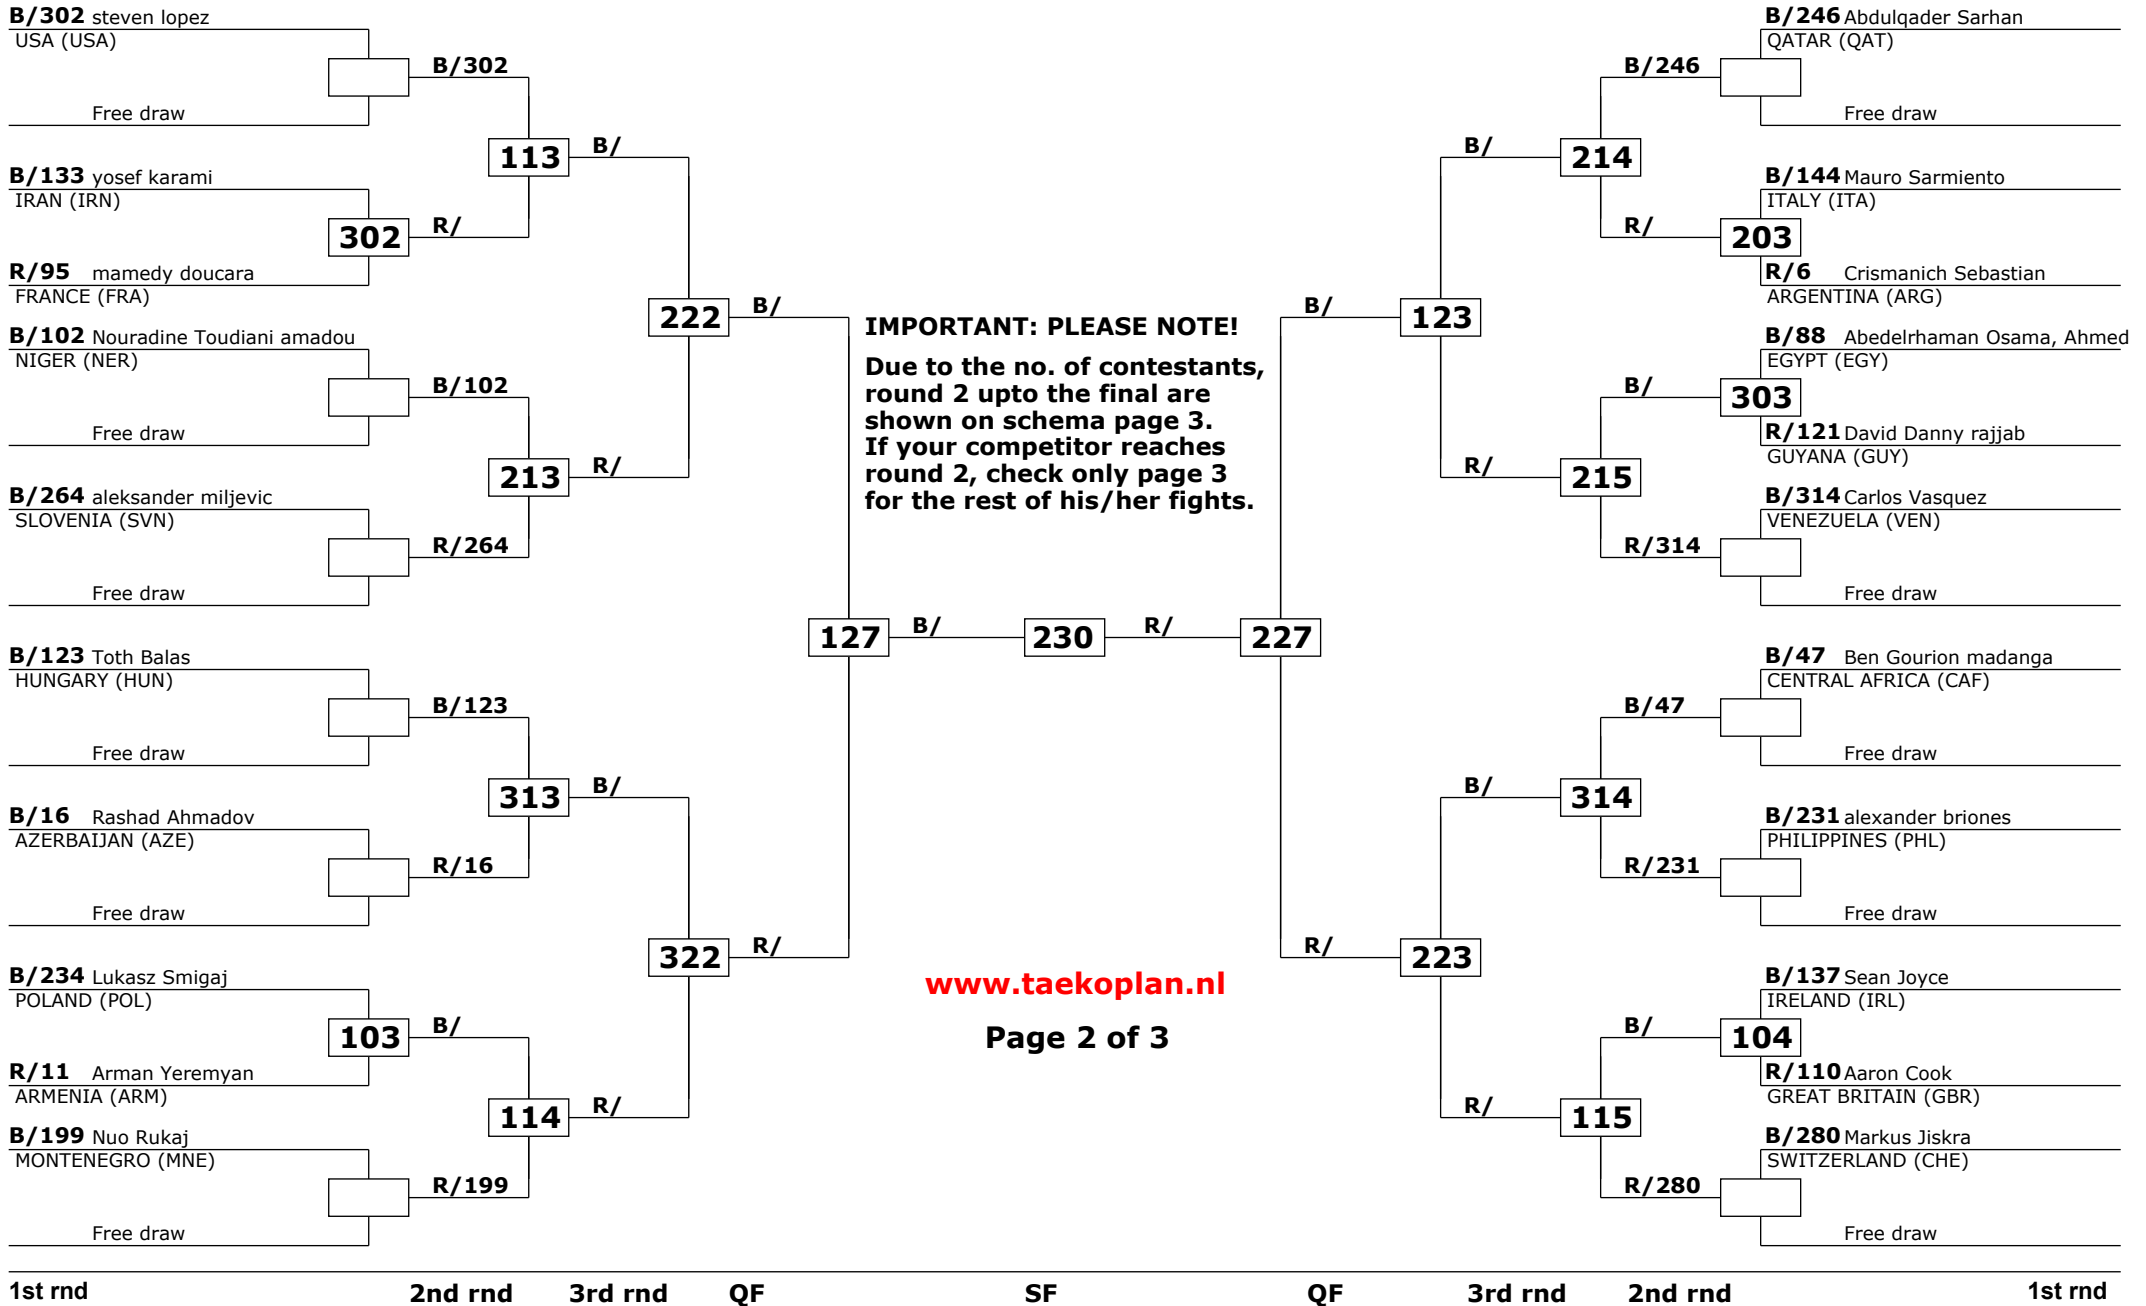 B/302 steven lopez
USA (USA)
B/302
Free draw
113
B/
B/133 yosef karami
IRAN (IRN)
302
R/
R/95 mamedy doucara
FRANCE (FRA)
222
B/
B/102 Nouradine Toudiani amadou
NIGER (NER)
B/102
Free draw
213
R/
B/264 aleksander miljevic
SLOVENIA (SVN)
R/264
Free draw
127
B/
B/123 Toth Balas
HUNGARY (HUN)
B/123
Free draw
313
B/
B/16 Rashad Ahmadov
AZERBAIJAN (AZE)
R/16
Free draw
322
R/
B/234 Lukasz Smigaj
POLAND (POL)
103
B/
R/11 Arman Yeremyan
ARMENIA (ARM)
114
R/
B/199 Nuo Rukaj
MONTENEGRO (MNE)
R/199
Free draw
IMPORTANT: PLEASE NOTE!
Due to the no. of contestants,
round 2 upto the final are
shown on schema page 3.
If your competitor reaches
round 2, check only page 3
for the rest of his/her fights.
230
www.taekoplan.nl
Page 2 of 3
B/246 Abdulqader Sarhan
QATAR (QAT)
B/246
Free draw
B/
214
B/144 Mauro Sarmiento
ITALY (ITA)
R/
203
R/6 Crismanich Sebastian
ARGENTINA (ARG)
B/
123
B/88 Abedelrhaman Osama, Ahmed
EGYPT (EGY)
B/
303
R/121 David Danny rajjab
GUYANA (GUY)
R/
215
B/314 Carlos Vasquez
VENEZUELA (VEN)
R/314
Free draw
R/
227
B/47 Ben Gourion madanga
CENTRAL AFRICA (CAF)
B/47
Free draw
B/
314
B/231 alexander briones
PHILIPPINES (PHL)
R/231
Free draw
R/
223
B/137 Sean Joyce
IRELAND (IRL)
B/
104
R/110 Aaron Cook
GREAT BRITAIN (GBR)
R/
115
B/280 Markus Jiskra
SWITZERLAND (CHE)
R/280
Free draw
1st rnd 2nd rnd 3rd rnd QF SF QF 3rd rnd 2nd rnd 1st rnd